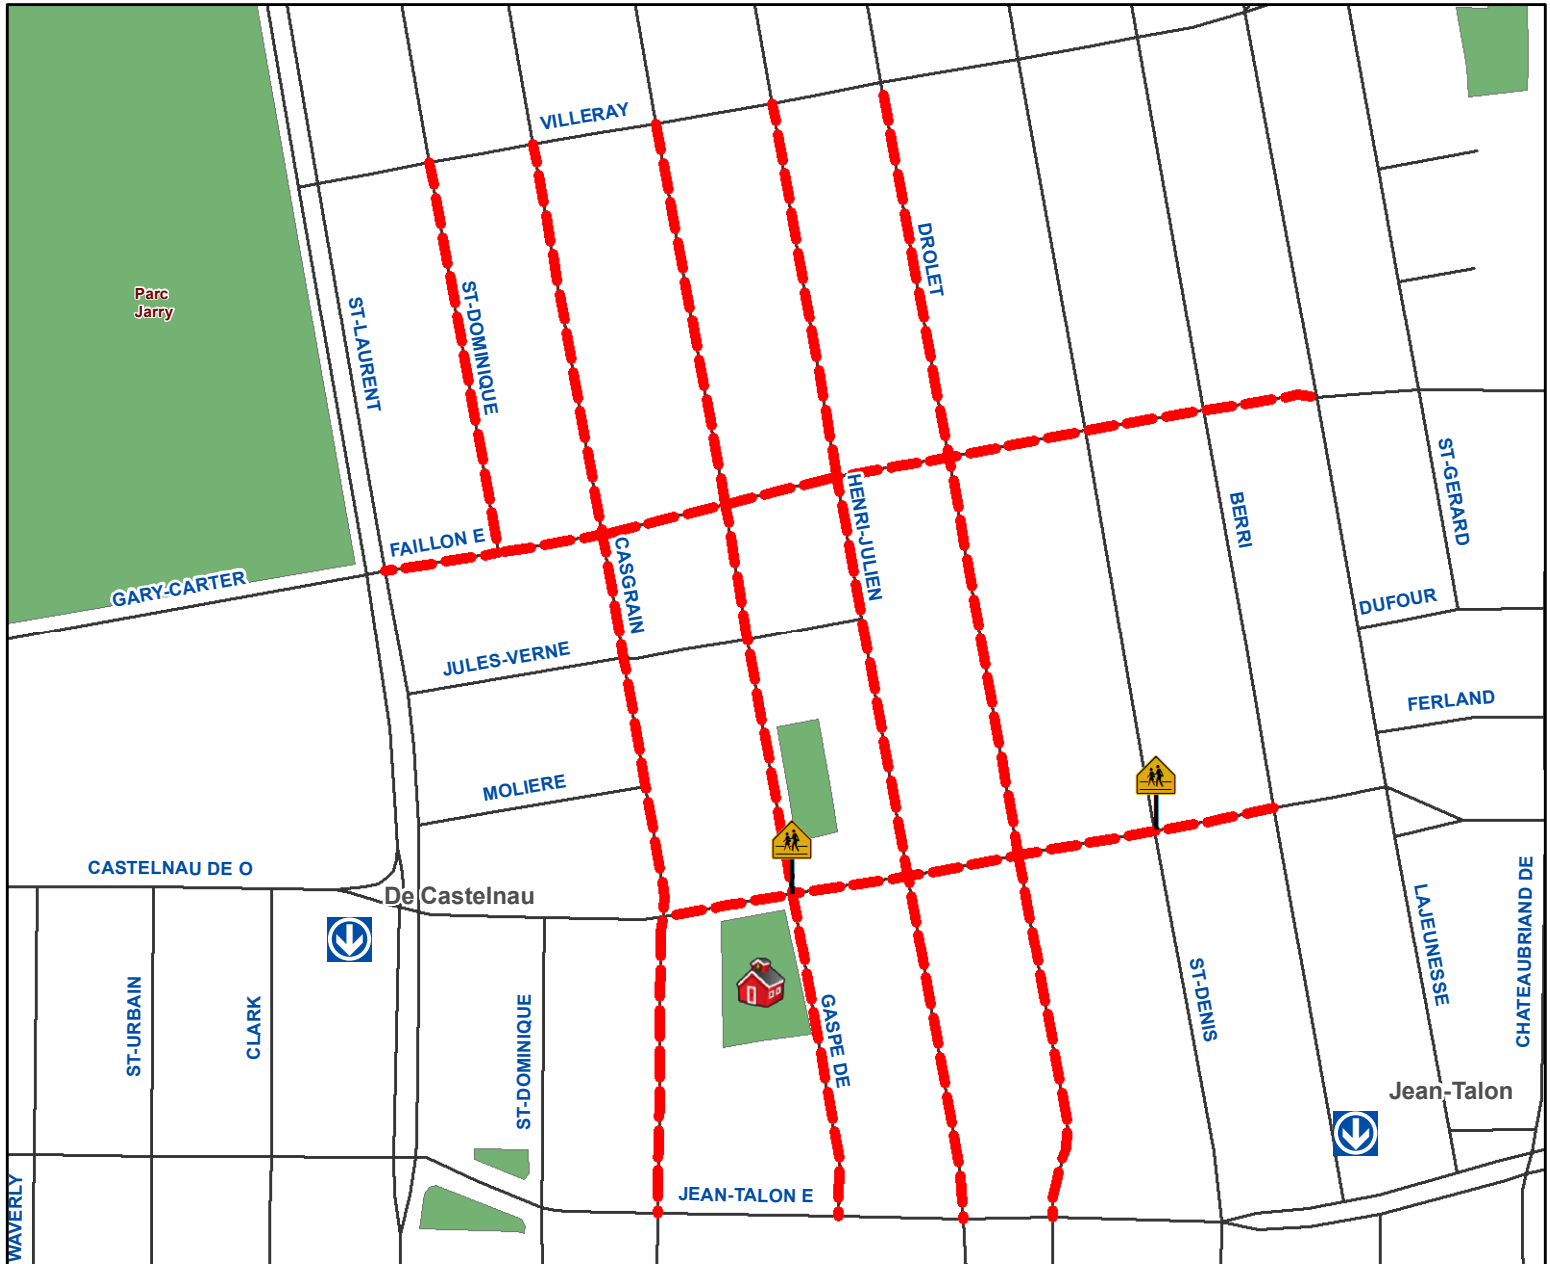 VILLERAY
DROLET
ST-DOMINIQUE
Parc
Jarry
ST-LAURENT
ST-GERARD
HENRI-JULIEN
BERRI
FAILLON E
CASGRAIN
GARY-CARTER
DUFOUR
JULES-VERNE
FERLAND
MOLIERE
CASTELNAU DE O
De Castelnau
CHATEAUBRIAND DE
LAJEUNESSE
ST-DENIS
ST-URBAIN
CLARK
ST-DOMINIQUE
GASPE DE
Jean-Talon
WAVERLY
JEAN-TALON E